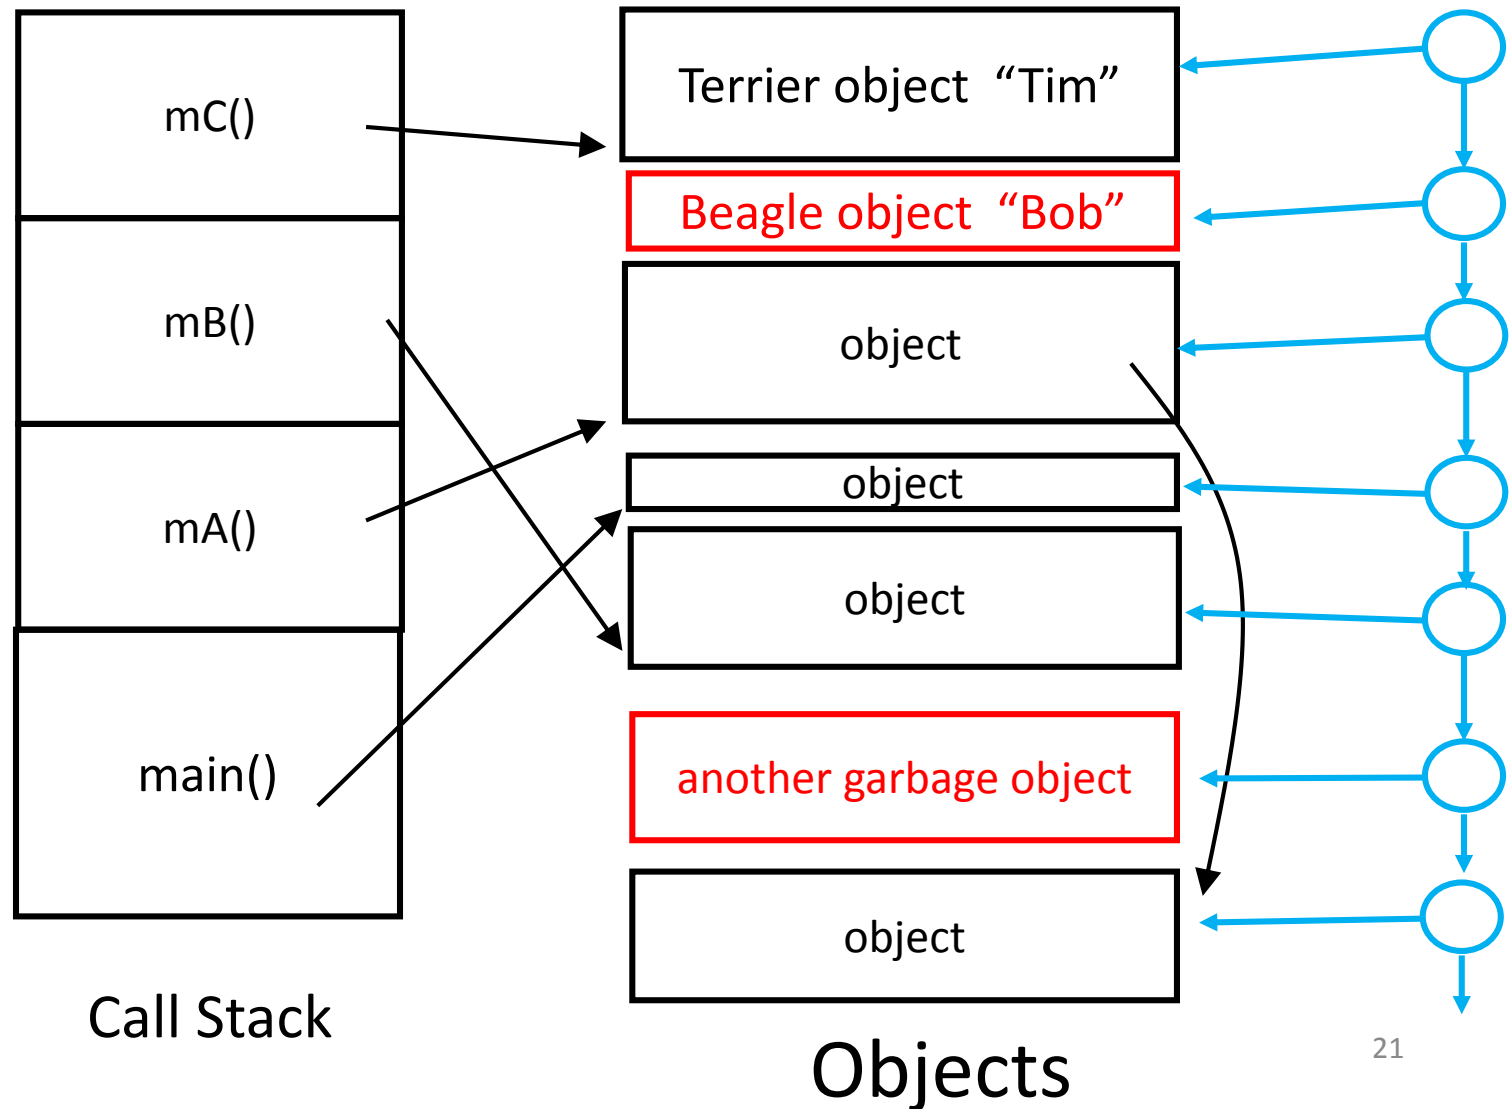 mC()
mB()
mA()
main()
Call Stack
Terrier object “Tim”
Beagle object “Bob”
object
object
object
another garbage object
object
Objects
21